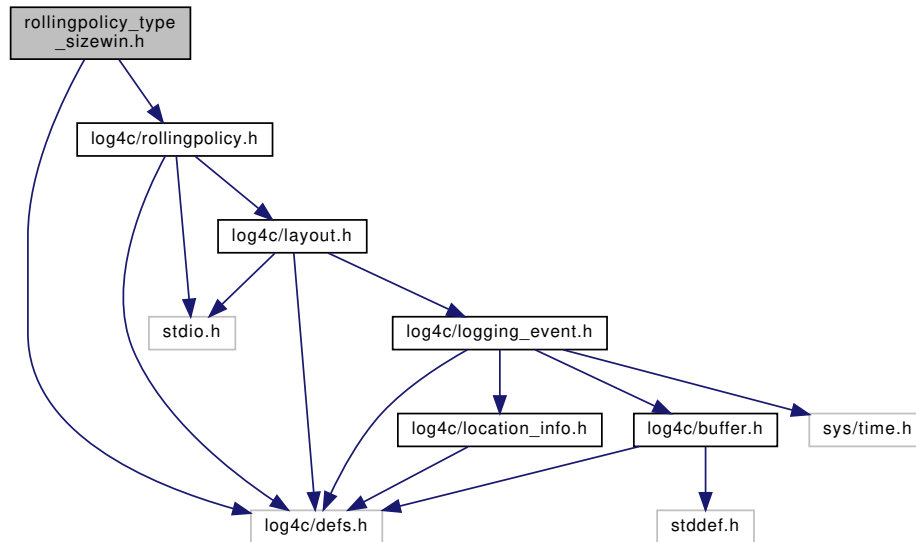 rollingpolicy_type
_sizewin.h
log4c/rollingpolicy.h
log4c/layout.h
stdio.h
log4c/logging_event.h
log4c/location_info.h
log4c/buffer.h
sys/time.h
log4c/defs.h
stddef.h